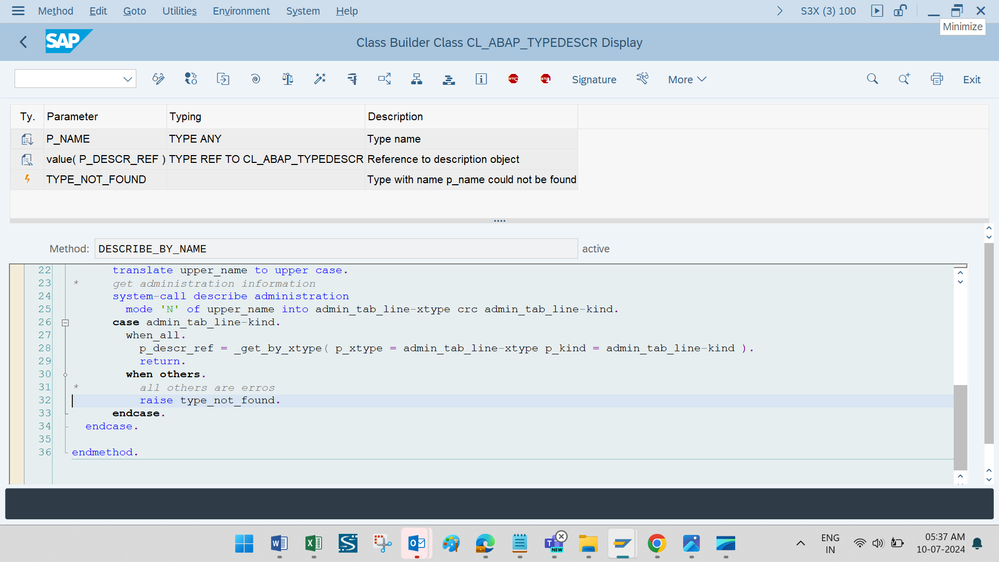 Method Edit Goto Utilities Environment System Help S3X (3) 100
Minimize
SAP Class Builder Class CL_ABAP_TYPEDESCR Display
Signature More Exit
Ty. Parameter Typing Description
P_NAME TYPE ANY Type name
value( P_DESCR_REF ) TYPE REF TO CL_ABAP_TYPEDESCR Reference to description object
TYPE_NOT_FOUND Type with name p_name could not be found
Method: DESCRIBE_BY_NAME active
22 translate upper_name to upper case.
23 * get administration information
24 system-call describe administration
25 mode 'N' of upper_name into admin_tab_line-xtype crc admin_tab_line-kind.
26 case admin_tab_line-kind.
27 when_all.
28 p_descr_ref = _get_by_xtype( p_xtype = admin_tab_line-xtype p_kind = admin_tab_line-kind ).
29 return.
30 when others.
31 * all others are erros
32 raise type_not_found.
33 endcase.
34 endcase.
35
36 endmethod.
ENG
IN
05:37 AM
10-07-2024
NEW